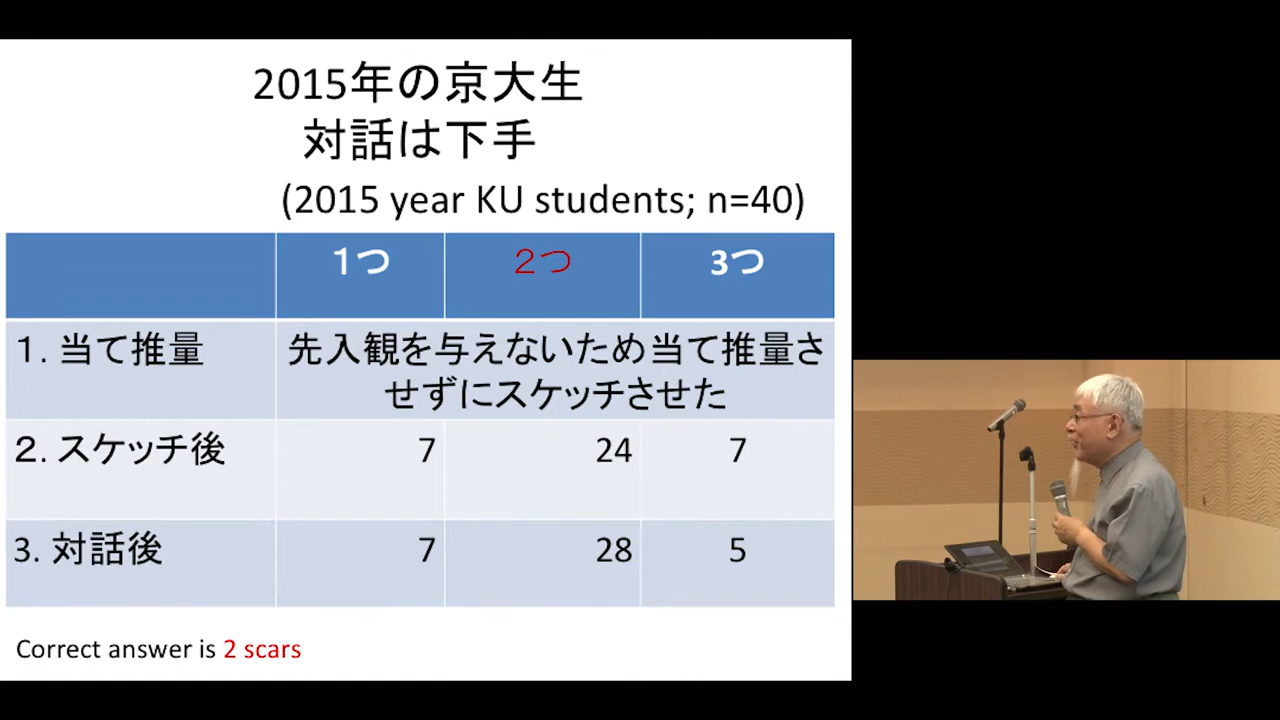 2015年の京大生
対話は下手
(2015 year KU students; n=40)
１つ ２つ 3つ
１. 当て推量 先入観を与えないため当て推量さ
せずにスケッチさせた
２. スケッチ後 7 24 7
3. 対話後 7 28 5
Correct answer is 2 scars